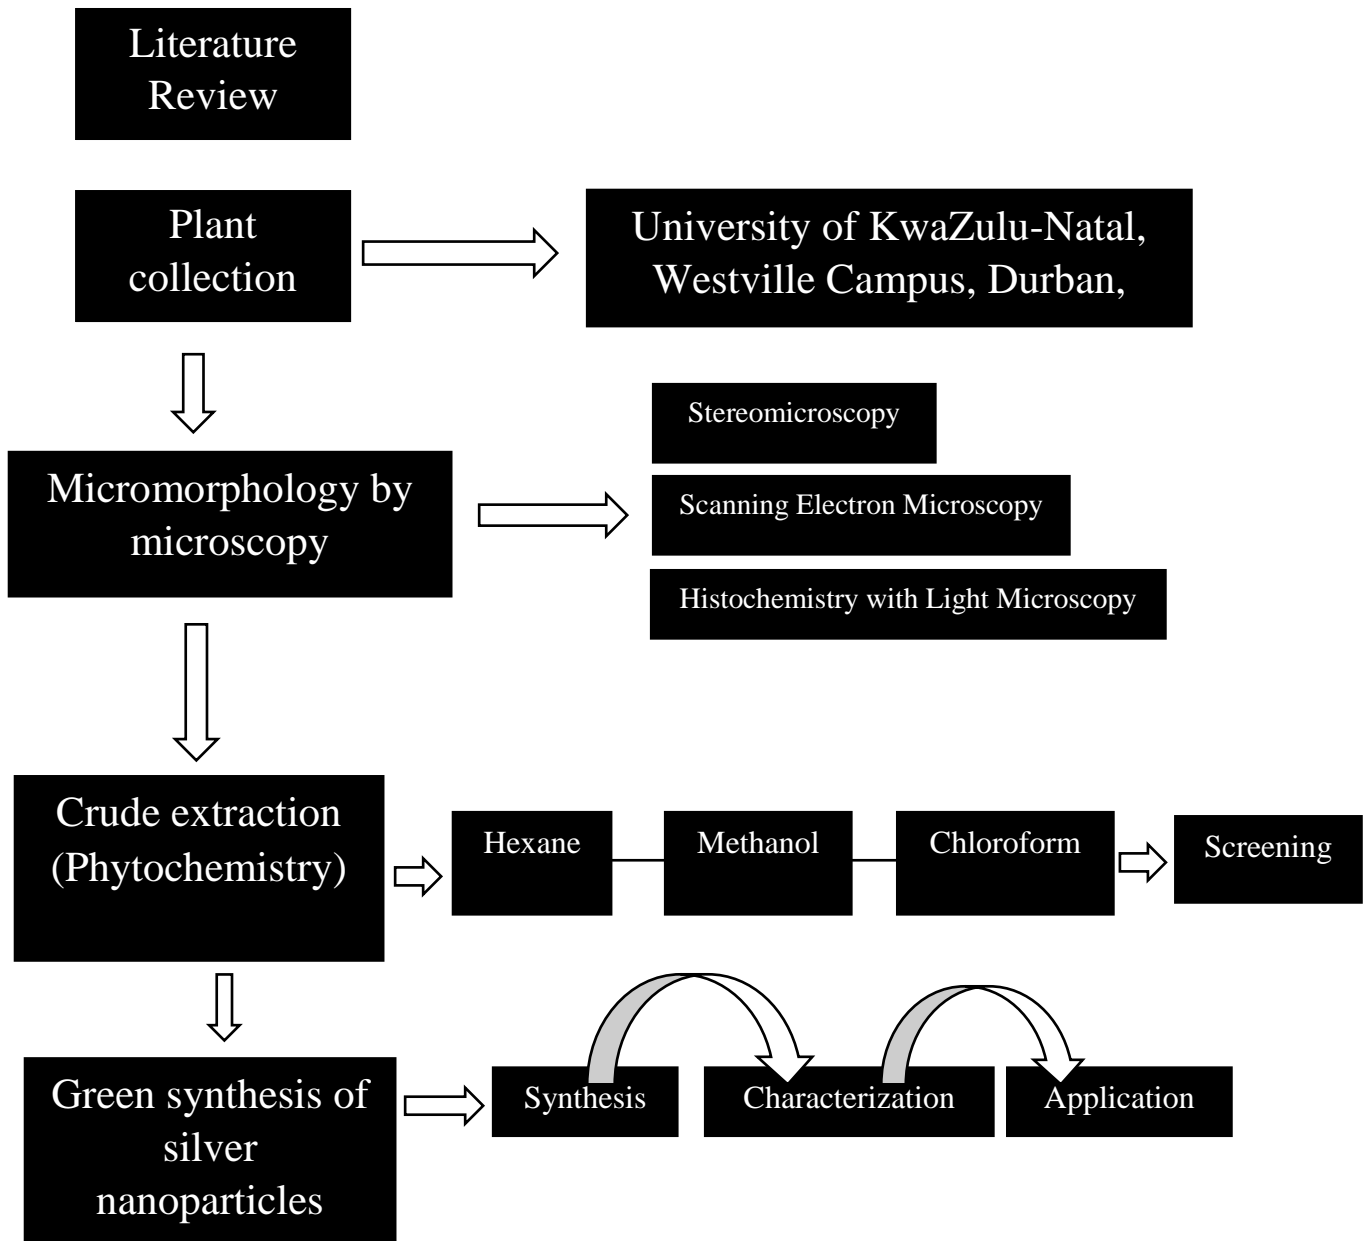 Literature
Review
Plant
collection
University of KwaZulu-Natal,
Westville Campus, Durban,
Micromorphology by
microscopy
Stereomicroscopy
Scanning Electron Microscopy
Histochemistry with Light Microscopy
Crude extraction
(Phytochemistry)
Hexane
Methanol
Chloroform
Screening
Green synthesis of
silver
nanoparticles
Synthesis
Characterization
Application